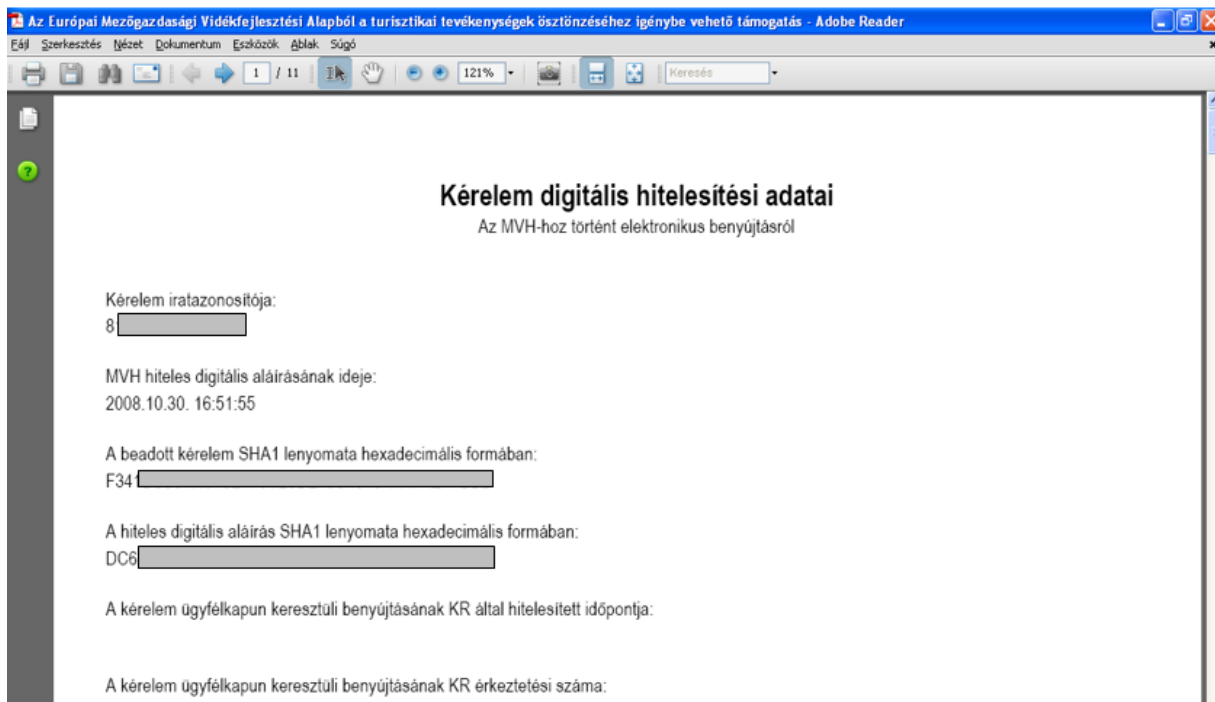 Az Európai Mezőgazdasági Vidékfejlesztési Alapból a turisztikai tevékenységek ösztönzéséhez igénybe vehető támogatás - Adobe Reader
Fájl Szerkesztés Nézet Dokumentum Eszközök Ablak Súgó
1 / 11 121% Keresés
Kérelem digitális hitelesítési adatai
Az MVH-hoz történt elektronikus benyújtásról
Kérelem iratazonosítója:
8
MVH hiteles digitális aláírásának ideje:
2008.10.30. 16:51:55
A beadott kérelem SHA1 lenyomata hexadecimális formában:
F341
A hiteles digitális aláírás SHA1 lenyomata hexadecimális formában:
DC6
A kérelem ügyfélkapun keresztüli benyújtásának KR által hitelesített időpontja:
A kérelem ügyfélkapun keresztüli benyújtásának KR érkeztetési száma: